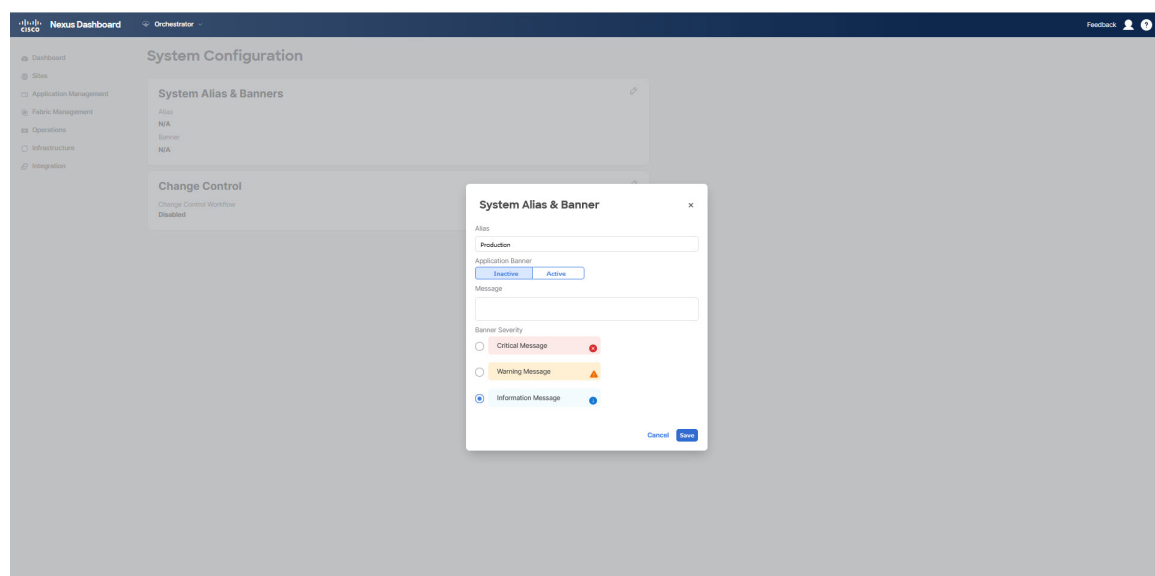 CISCO Nexus Dashboard Orchestrator Feedback
Dashboard
Sites
Application Management
Fabric Management
Operations
Infrastructure
Integration
System Configuration
System Alias & Banners
Alias
N/A
Banner
N/A
Change Control
Change Control Workflow
Disabled
System Alias & Banner
Alias
Production
Application Banner
Inactive Active
Message
Banner Severity
Critical Message
Warning Message
Information Message
Cancel Save